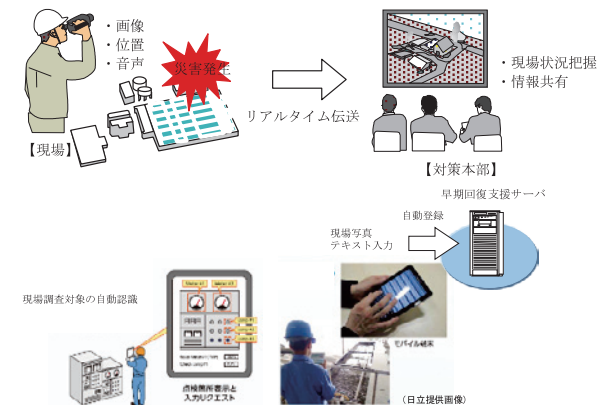 ・画像
・位置
・音声
災害発生
【現場】
リアルタイム伝送
・現場状況把握
・情報共有
【対策本部】
早期回復支援サーバ
自動登録
現場写真
テキスト入力
現場調査対象の自動認識
点検箇所表示と
入力リクエスト
モバイル端末
(日立提供画像)